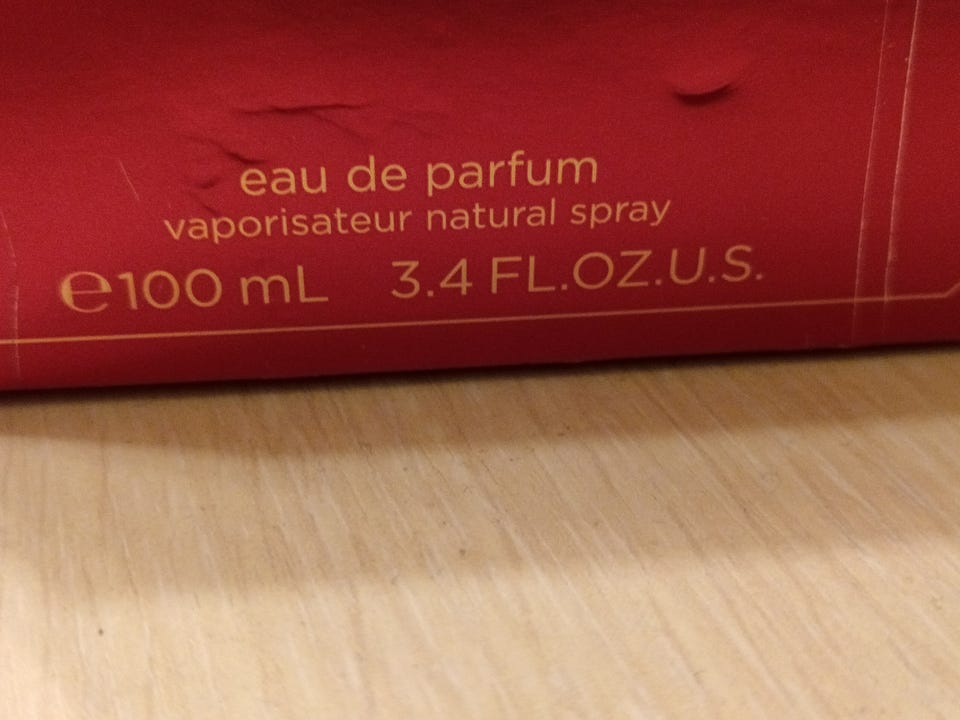 eau de parfum
vaporisateur natural spray
℮100 mL 3.4 FL.OZ.U.S.